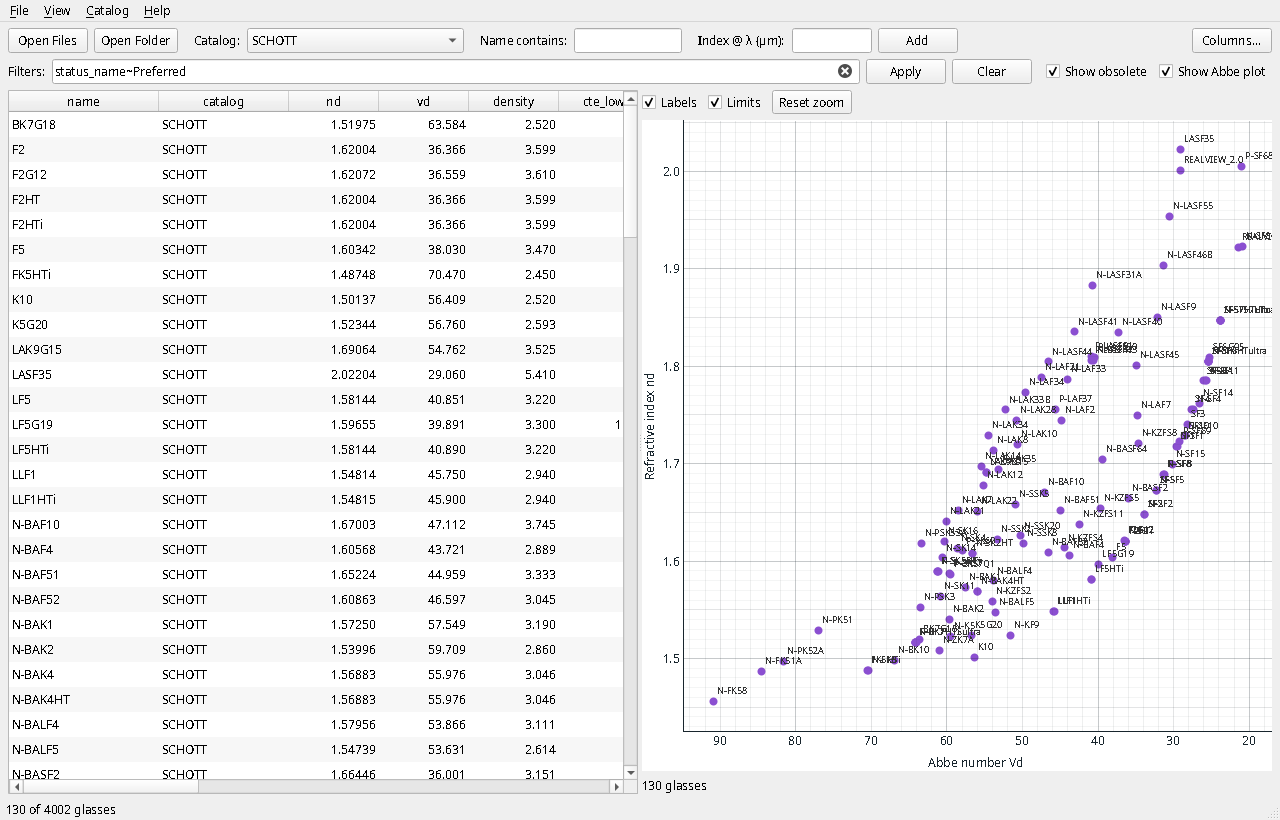 File View Catalog Help
Open Files Open Folder Catalog: SCHOTT Name contains: Index @ λ (µm): Add Columns...
Filters: status_name~Preferred Apply Clear Show obsolete Show Abbe plot
name catalog nd vd density cte_low
BK7G18 SCHOTT 1.51975 63.584 2.520
F2 SCHOTT 1.62004 36.366 3.599
F2G12 SCHOTT 1.62072 36.559 3.610
F2HT SCHOTT 1.62004 36.366 3.599
F2HTi SCHOTT 1.62004 36.360 3.599
F5 SCHOTT 1.60342 38.030 3.470
FK5HTi SCHOTT 1.48748 70.470 2.450
K10 SCHOTT 1.50137 56.409 2.520
K5G20 SCHOTT 1.52344 56.760 2.593
LAK9G15 SCHOTT 1.69064 54.762 3.525
LASF35 SCHOTT 2.02204 29.060 5.410
LF5 SCHOTT 1.58144 40.851 3.220
LF5G19 SCHOTT 1.59655 39.891 3.300 1
LF5HTi SCHOTT 1.58144 40.890 3.220
LLF1 SCHOTT 1.54814 45.750 2.940
LLF1HTi SCHOTT 1.54815 45.900 2.940
N-BAF10 SCHOTT 1.67003 47.112 3.745
N-BAF4 SCHOTT 1.60568 43.721 2.889
N-BAF51 SCHOTT 1.65224 44.959 3.333
N-BAF52 SCHOTT 1.60863 46.597 3.045
N-BAK1 SCHOTT 1.57250 57.549 3.190
N-BAK2 SCHOTT 1.53996 59.709 2.860
N-BAK4 SCHOTT 1.56883 55.976 3.046
N-BAK4HT SCHOTT 1.56883 55.976 3.046
N-BALF4 SCHOTT 1.57956 53.866 3.111
N-BALF5 SCHOTT 1.54739 53.631 2.614
N-BASF2 SCHOTT 1.66446 36.001 3.151
130 of 4002 glasses
Labels Limits Reset zoom
LASF35
REALVIEW_2.0 P-SF68
2.0
N-LASF55
N-LASF46B
1.9
N-LASF31A
N-LASF9
N-LASF41 N-LASF40
N-LASF44 N-LASF45
1.8
N-LAF33
N-LAF34 N-SF14
N-LAK33B P-LAF37
N-LAK28 N-LAF2 N-LAF7 SF3
N-LAK34 N-LAK10 N-KZFS8
N-LAK8 N-BASF64 N-SF15
1.7
N-LAK12 N-BAF10 N-BASF2
N-SSK5 N-BAF51 N-KZFS5
N-LAK21 N-LAK22 N-KZFS11
N-SSK20 N-KZFS4
N-BAF4 F5
LF5G19
1.6
N-BALF4 LF5HTi
N-SK11 N-BAK4HT
N-PSK3 N-KZFS2
N-BALF5
N-BAK2
N-PK51 N-KF9
N-ZK7A
N-PK52A N-BK10 K10
N-FK51A
1.5
N-FK58
Refractive index nd
90 80 70 60 50 40 30 20
Abbe number Vd
130 glasses